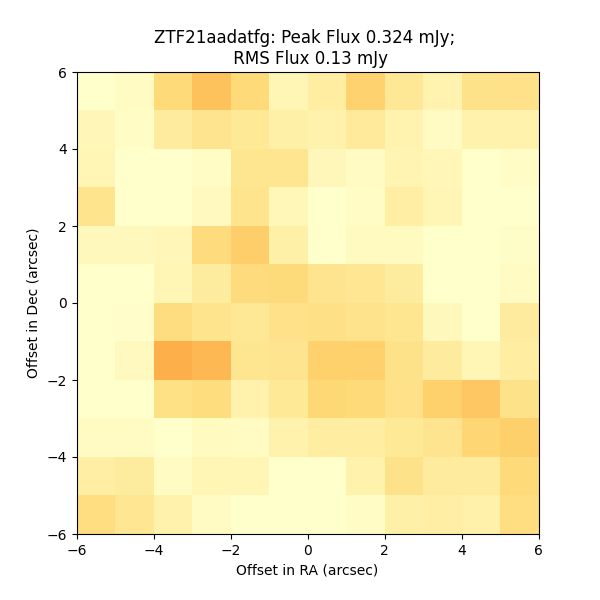 ZTF21aadatfg: Peak Flux 0.324 mJy;
RMS Flux 0.13 mJy
6
4
2
0
−2
−4
−6
Offset in Dec (arcsec)
−6 −4 −2 0 2 4 6
Offset in RA (arcsec)